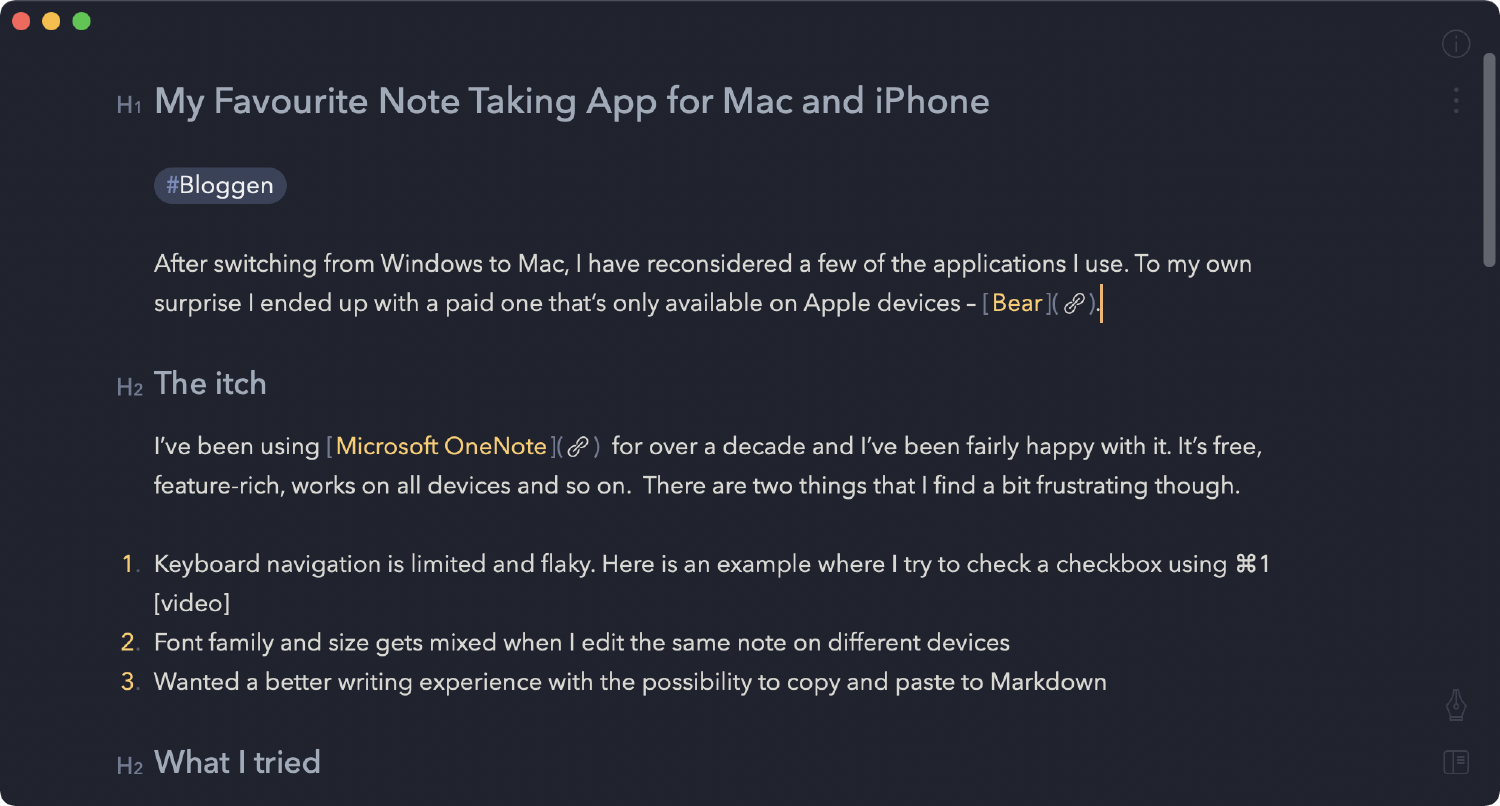 H1 My Favourite Note Taking App for Mac and iPhone
#Bloggen
After switching from Windows to Mac, I have reconsidered a few of the applications I use. To my own
surprise I ended up with a paid one that’s only available on Apple devices – [Bear]().
H2 The itch
I’ve been using [Microsoft OneNote]() for over a decade and I’ve been fairly happy with it. It’s free,
feature-rich, works on all devices and so on.  There are two things that I find a bit frustrating though.
1. Keyboard navigation is limited and flaky. Here is an example where I try to check a checkbox using ⌘1
[video]
2. Font family and size gets mixed when I edit the same note on different devices
3. Wanted a better writing experience with the possibility to copy and paste to Markdown
H2 What I tried